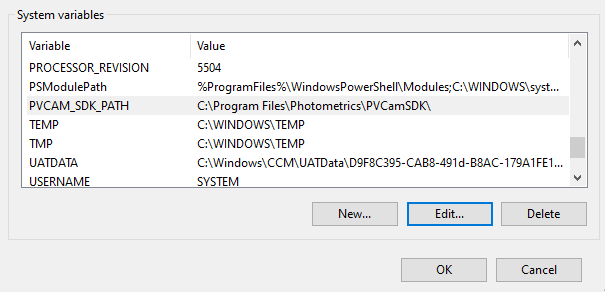 System variables
Variable Value
PROCESSOR_REVISION 5504
PSModulePath %ProgramFiles%\WindowsPowerShell\Modules;C:\WINDOWS\syst...
PVCAM_SDK_PATH C:\Program Files\Photometrics\PVCamSDK\
TEMP C:\WINDOWS\TEMP
TMP C:\WINDOWS\TEMP
UATDATA C:\Windows\CCM\UATData\D9F8C395-CAB8-491d-B8AC-179A1FE1...
USERNAME SYSTEM
New... Edit... Delete
OK Cancel